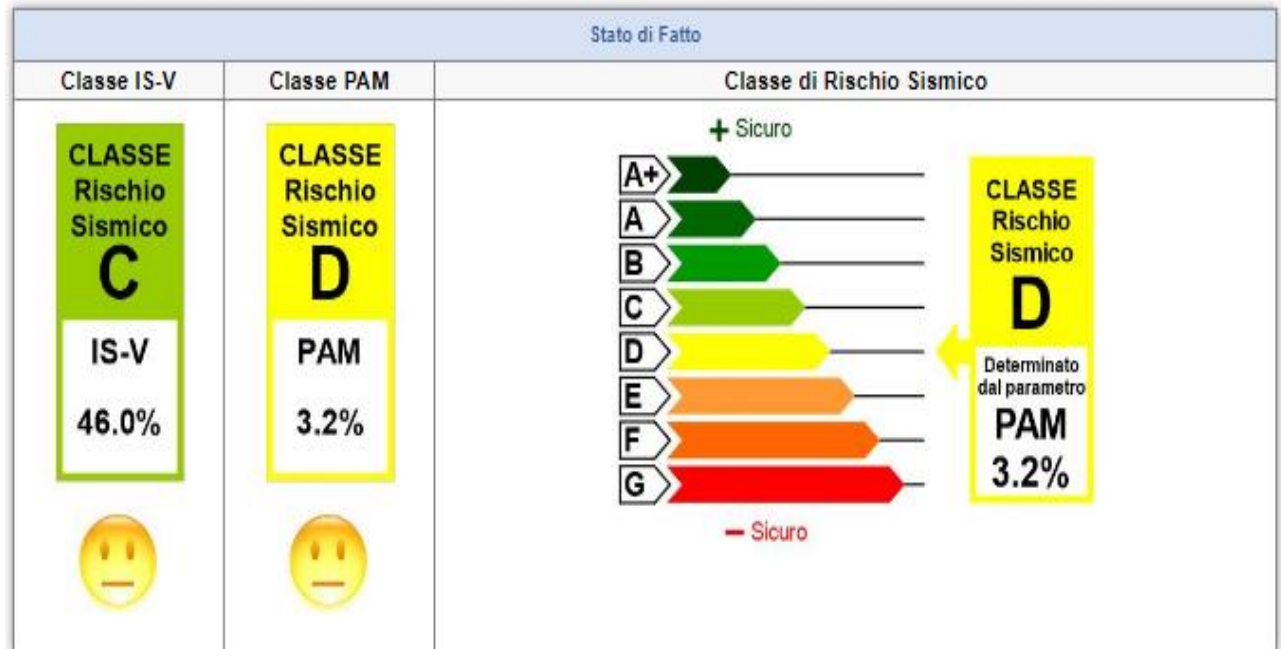 Stato di Fatto
Classe IS-V
Classe PAM
Classe di Rischio Sismico
CLASSE
Rischio
Sismico
C
IS-V
46.0%
CLASSE
Rischio
Sismico
D
PAM
3.2%
+ Sicuro
A+
A
B
C
D
E
F
G
− Sicuro
CLASSE
Rischio
Sismico
D
Determinato
dal parametro
PAM
3.2%